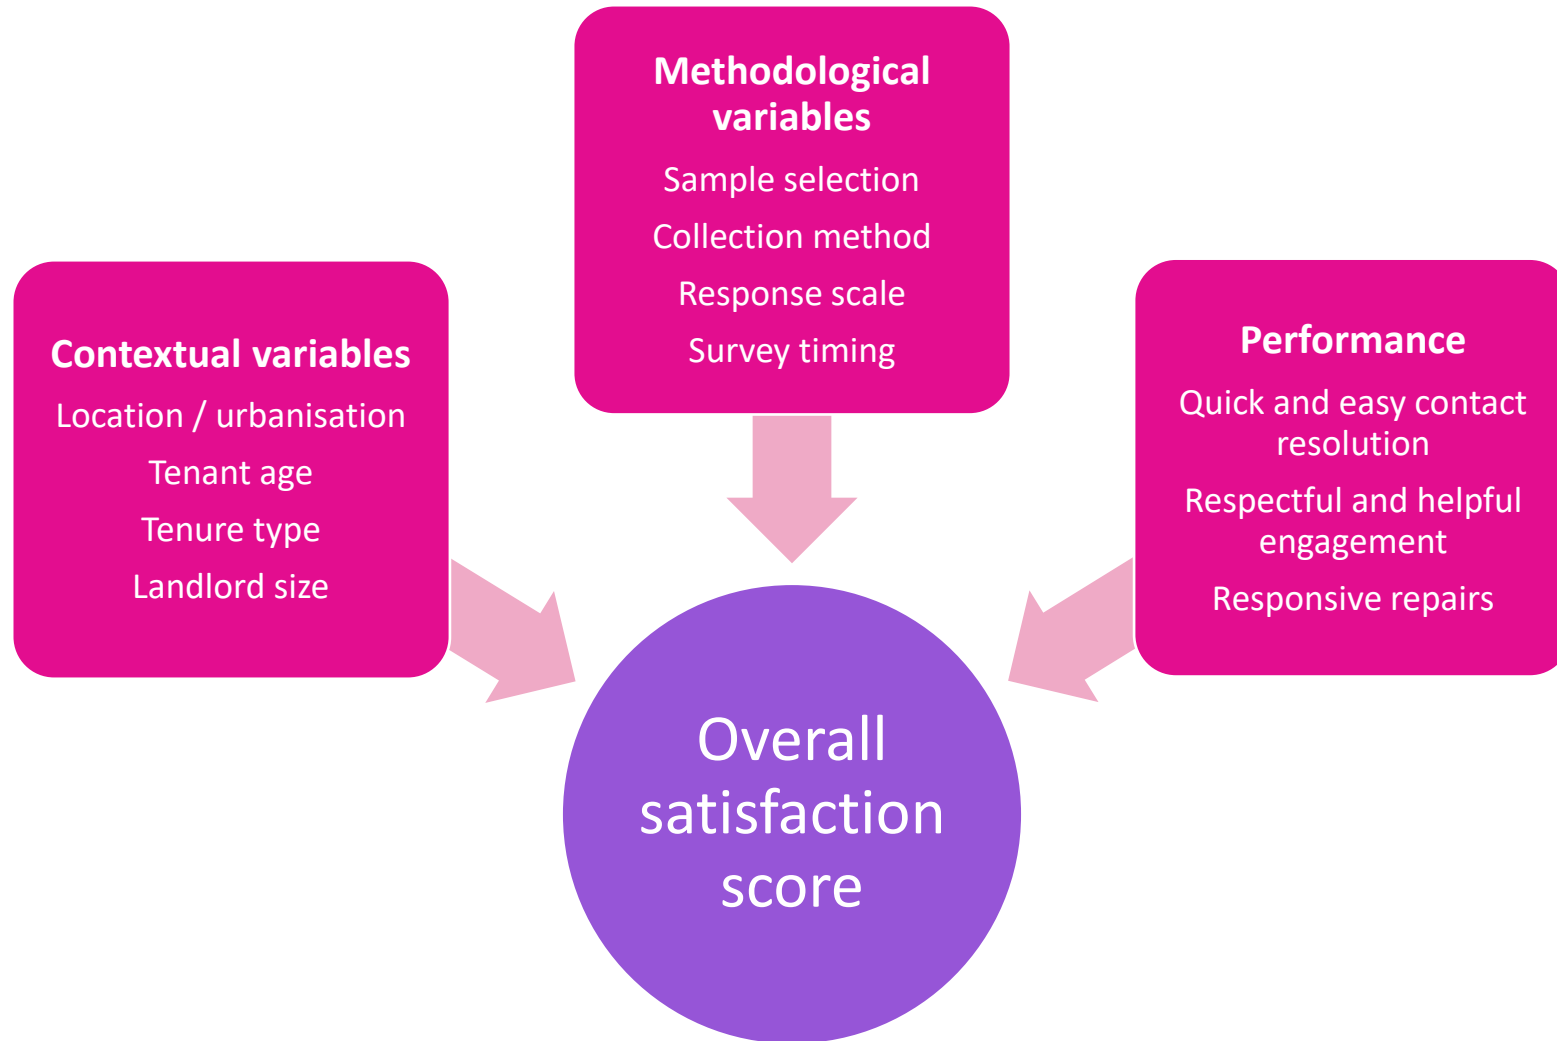 Methodological
variables
Sample selection
Collection method
Response scale
Survey timing
Contextual variables
Location / urbanisation
Tenant age
Tenure type
Landlord size
Performance
Quick and easy contact
resolution
Respectful and helpful
engagement
Responsive repairs
Overall
satisfaction
score